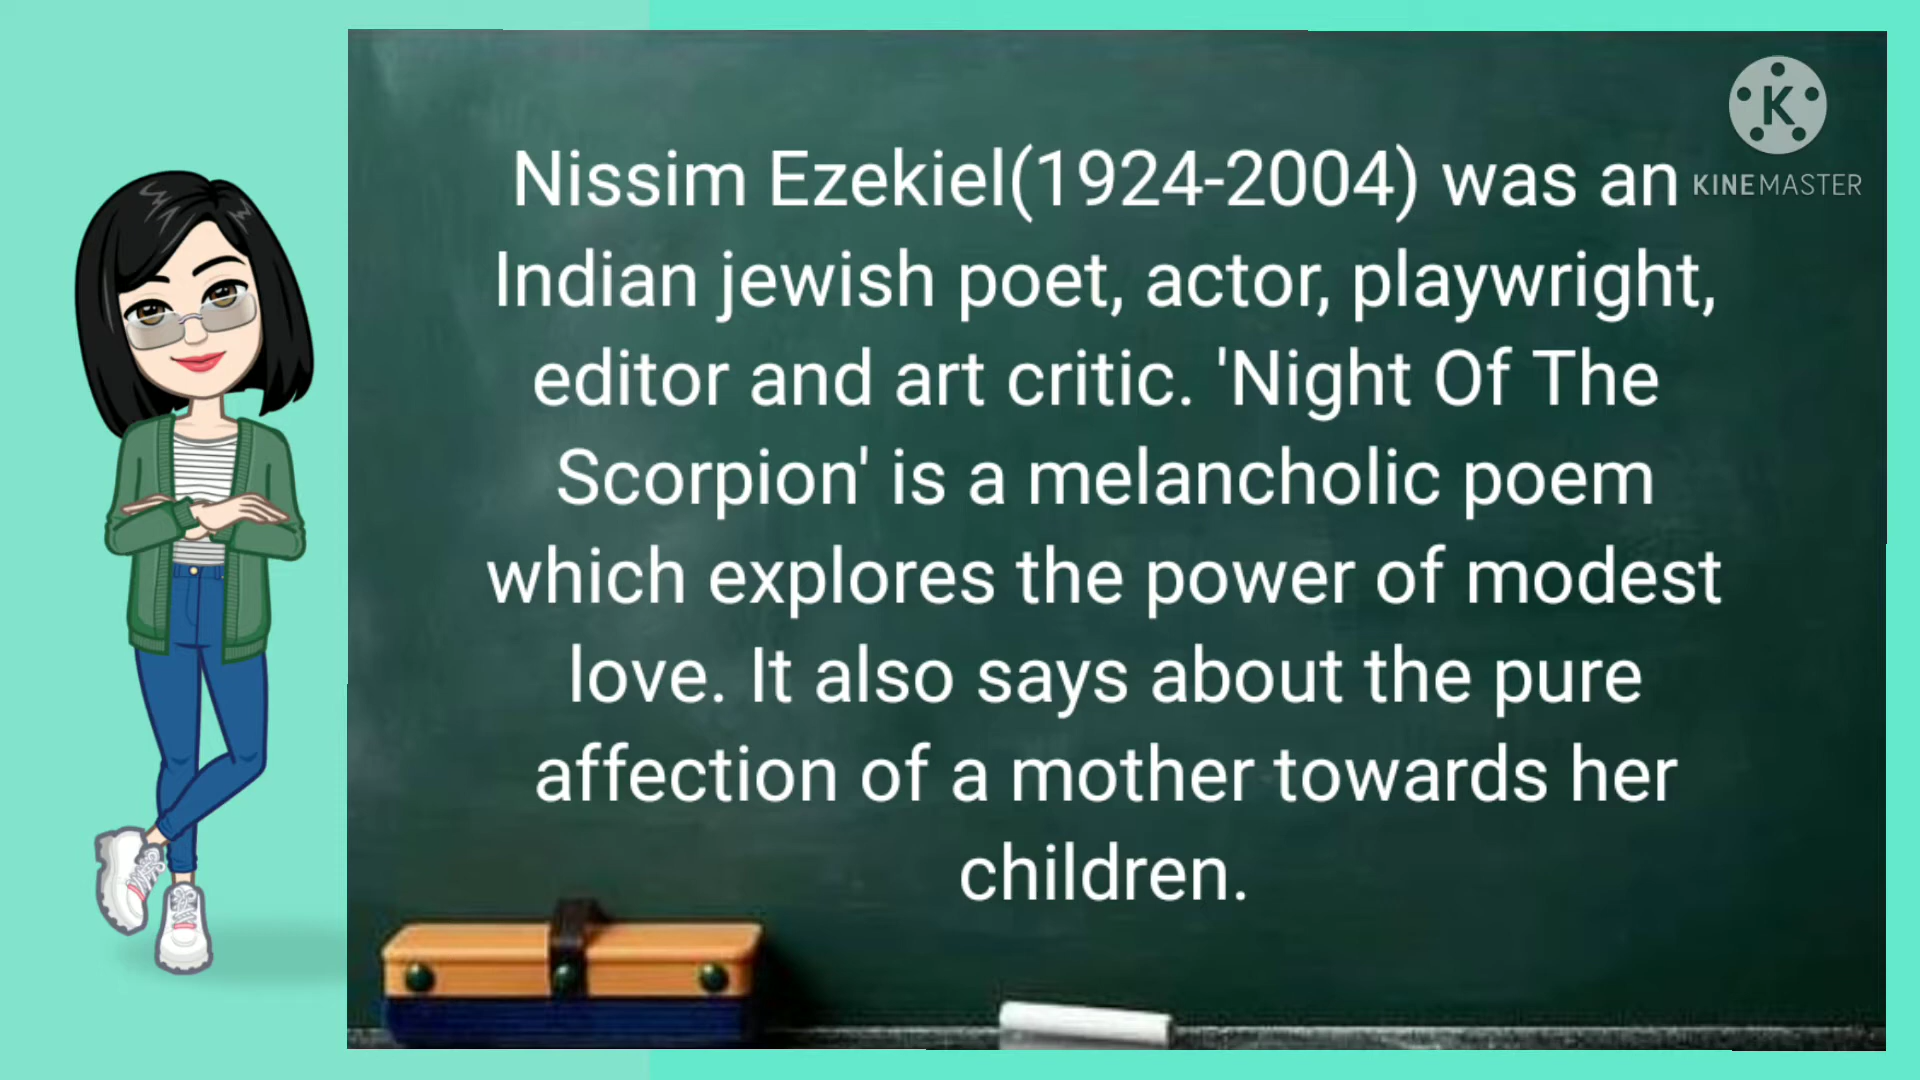 Nissim Ezekiel(1924-2004) was an
Indian jewish poet, actor, playwright,
editor and art critic. 'Night Of The
Scorpion' is a melancholic poem
which explores the power of modest
love. It also says about the pure
affection of a mother towards her
children.
K
KINEMASTER